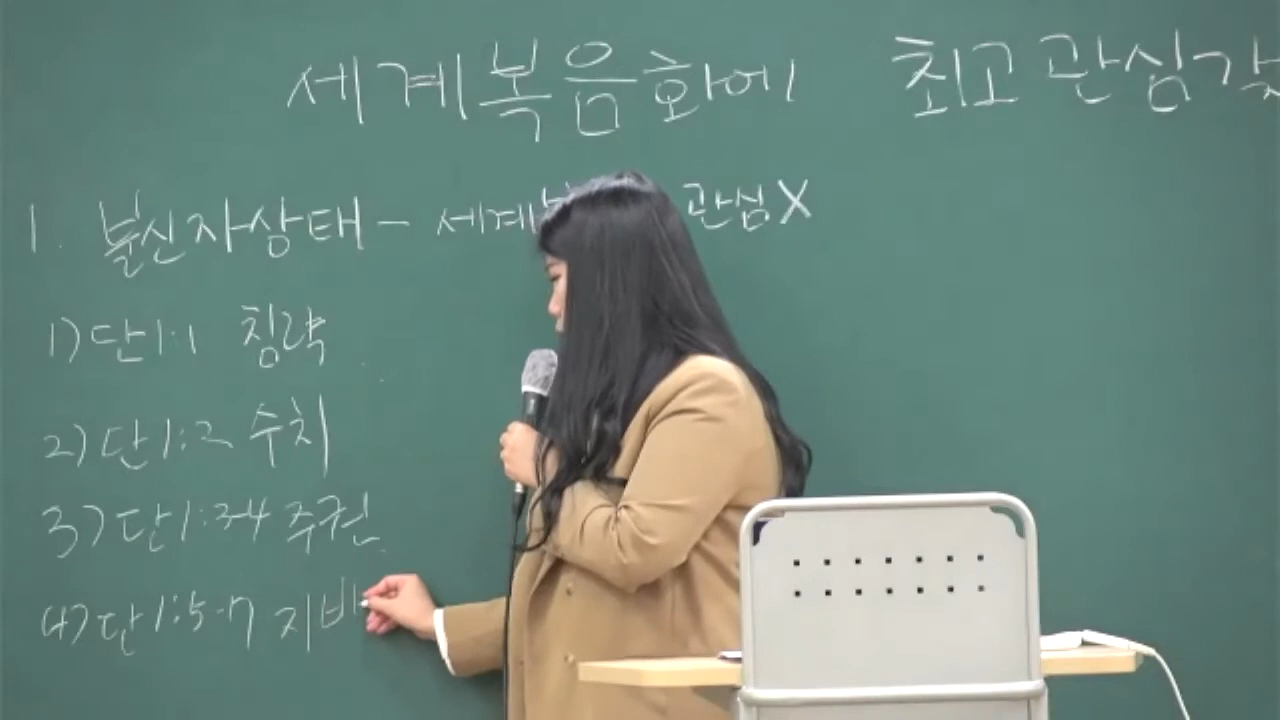 세계복음화에 최고관심갖
1. 불신자상태 - 세계 관심X
1) 단1:1 침략
2) 단1:2 수치
3) 단1:3-4 주권
4) 단1:5-7 지배